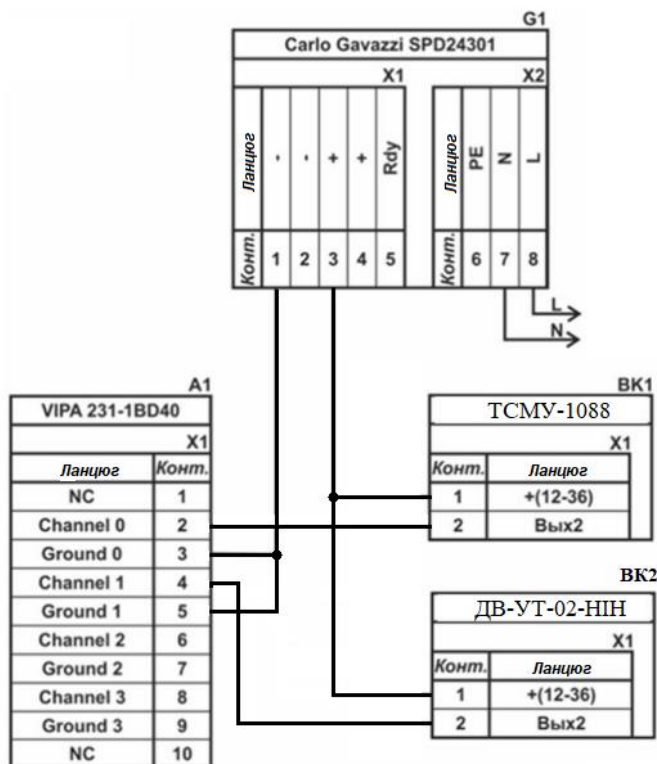 G1
Carlo Gavazzi SPD24301
X1 X2
Ланцюг - - + + Rdy Ланцюг PE N L
Конт. 1 2 3 4 5 Конт. 6 7 8
L
N
A1
VIPA 231-1BD40
X1
Ланцюг Конт.
NC 1
Channel 0 2
Ground 0 3
Channel 1 4
Ground 1 5
Channel 2 6
Ground 2 7
Channel 3 8
Ground 3 9
NC 10
BK1
ТСМУ-1088
X1
Конт. Ланцюг
1 +(12-36)
2 Вых2
ВК2
ДВ-УТ-02-НІН
X1
Конт. Ланцюг
1 +(12-36)
2 Вых2